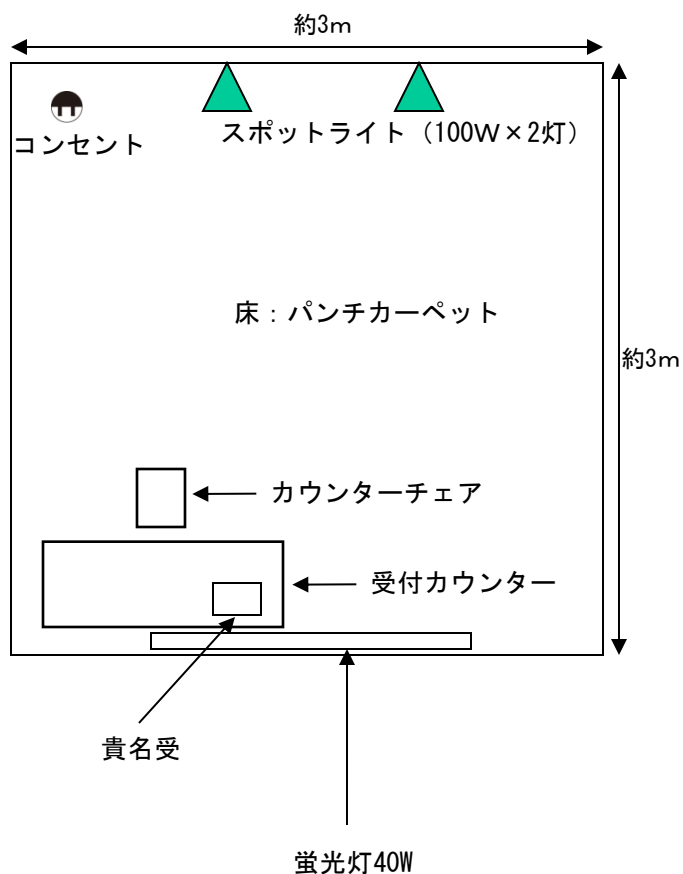 約3ｍ
コンセント
スポットライト（100Ｗ×2灯）
床：パンチカーペット
約3ｍ
カウンターチェア
受付カウンター
貴名受
蛍光灯40W